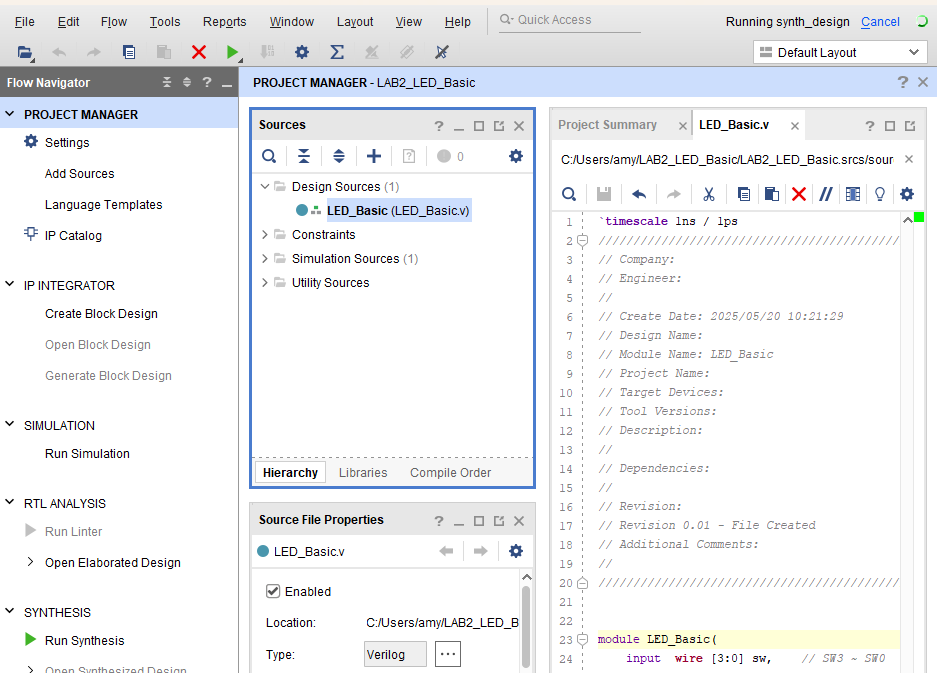 File Edit Flow Tools Reports Window Layout View Help Quick Access Running synth_design Cancel
Default Layout
Flow Navigator
PROJECT MANAGER - LAB2_LED_Basic
PROJECT MANAGER
Settings
Add Sources
Language Templates
IP Catalog
IP INTEGRATOR
Create Block Design
Open Block Design
Generate Block Design
SIMULATION
Run Simulation
RTL ANALYSIS
Run Linter
Open Elaborated Design
SYNTHESIS
Run Synthesis
Open Synthesized Design
Sources
0
Design Sources (1)
LED_Basic (LED_Basic.v)
Constraints
Simulation Sources (1)
Utility Sources
Hierarchy Libraries Compile Order
Source File Properties
LED_Basic.v
Enabled
Location: C:/Users/amy/LAB2_LED_B
Type: Verilog
Project Summary LED_Basic.v
C:/Users/amy/LAB2_LED_Basic/LAB2_LED_Basic.srcs/sour
1 `timescale 1ns / 1ps
2 ///////////////////////////////////////////
3 // Company:
4 // Engineer:
5 //
6 // Create Date: 2025/05/20 10:21:29
7 // Design Name:
8 // Module Name: LED_Basic
9 // Project Name:
10 // Target Devices:
11 // Tool Versions:
12 // Description:
13 //
14 // Dependencies:
15 //
16 // Revision:
17 // Revision 0.01 - File Created
18 // Additional Comments:
19 //
20 ///////////////////////////////////////////
21
22
23 module LED_Basic(
24 input wire [3:0] sw, // SW3 ~ SW0